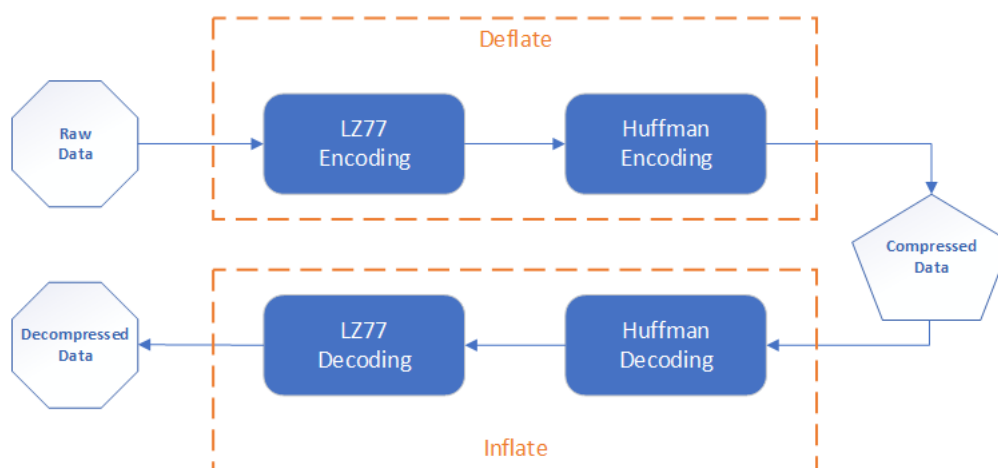 Deflate
Raw
Data
LZ77
Encoding
Huffman
Encoding
Compressed
Data
Decompressed
Data
LZ77
Decoding
Huffman
Decoding
Inflate